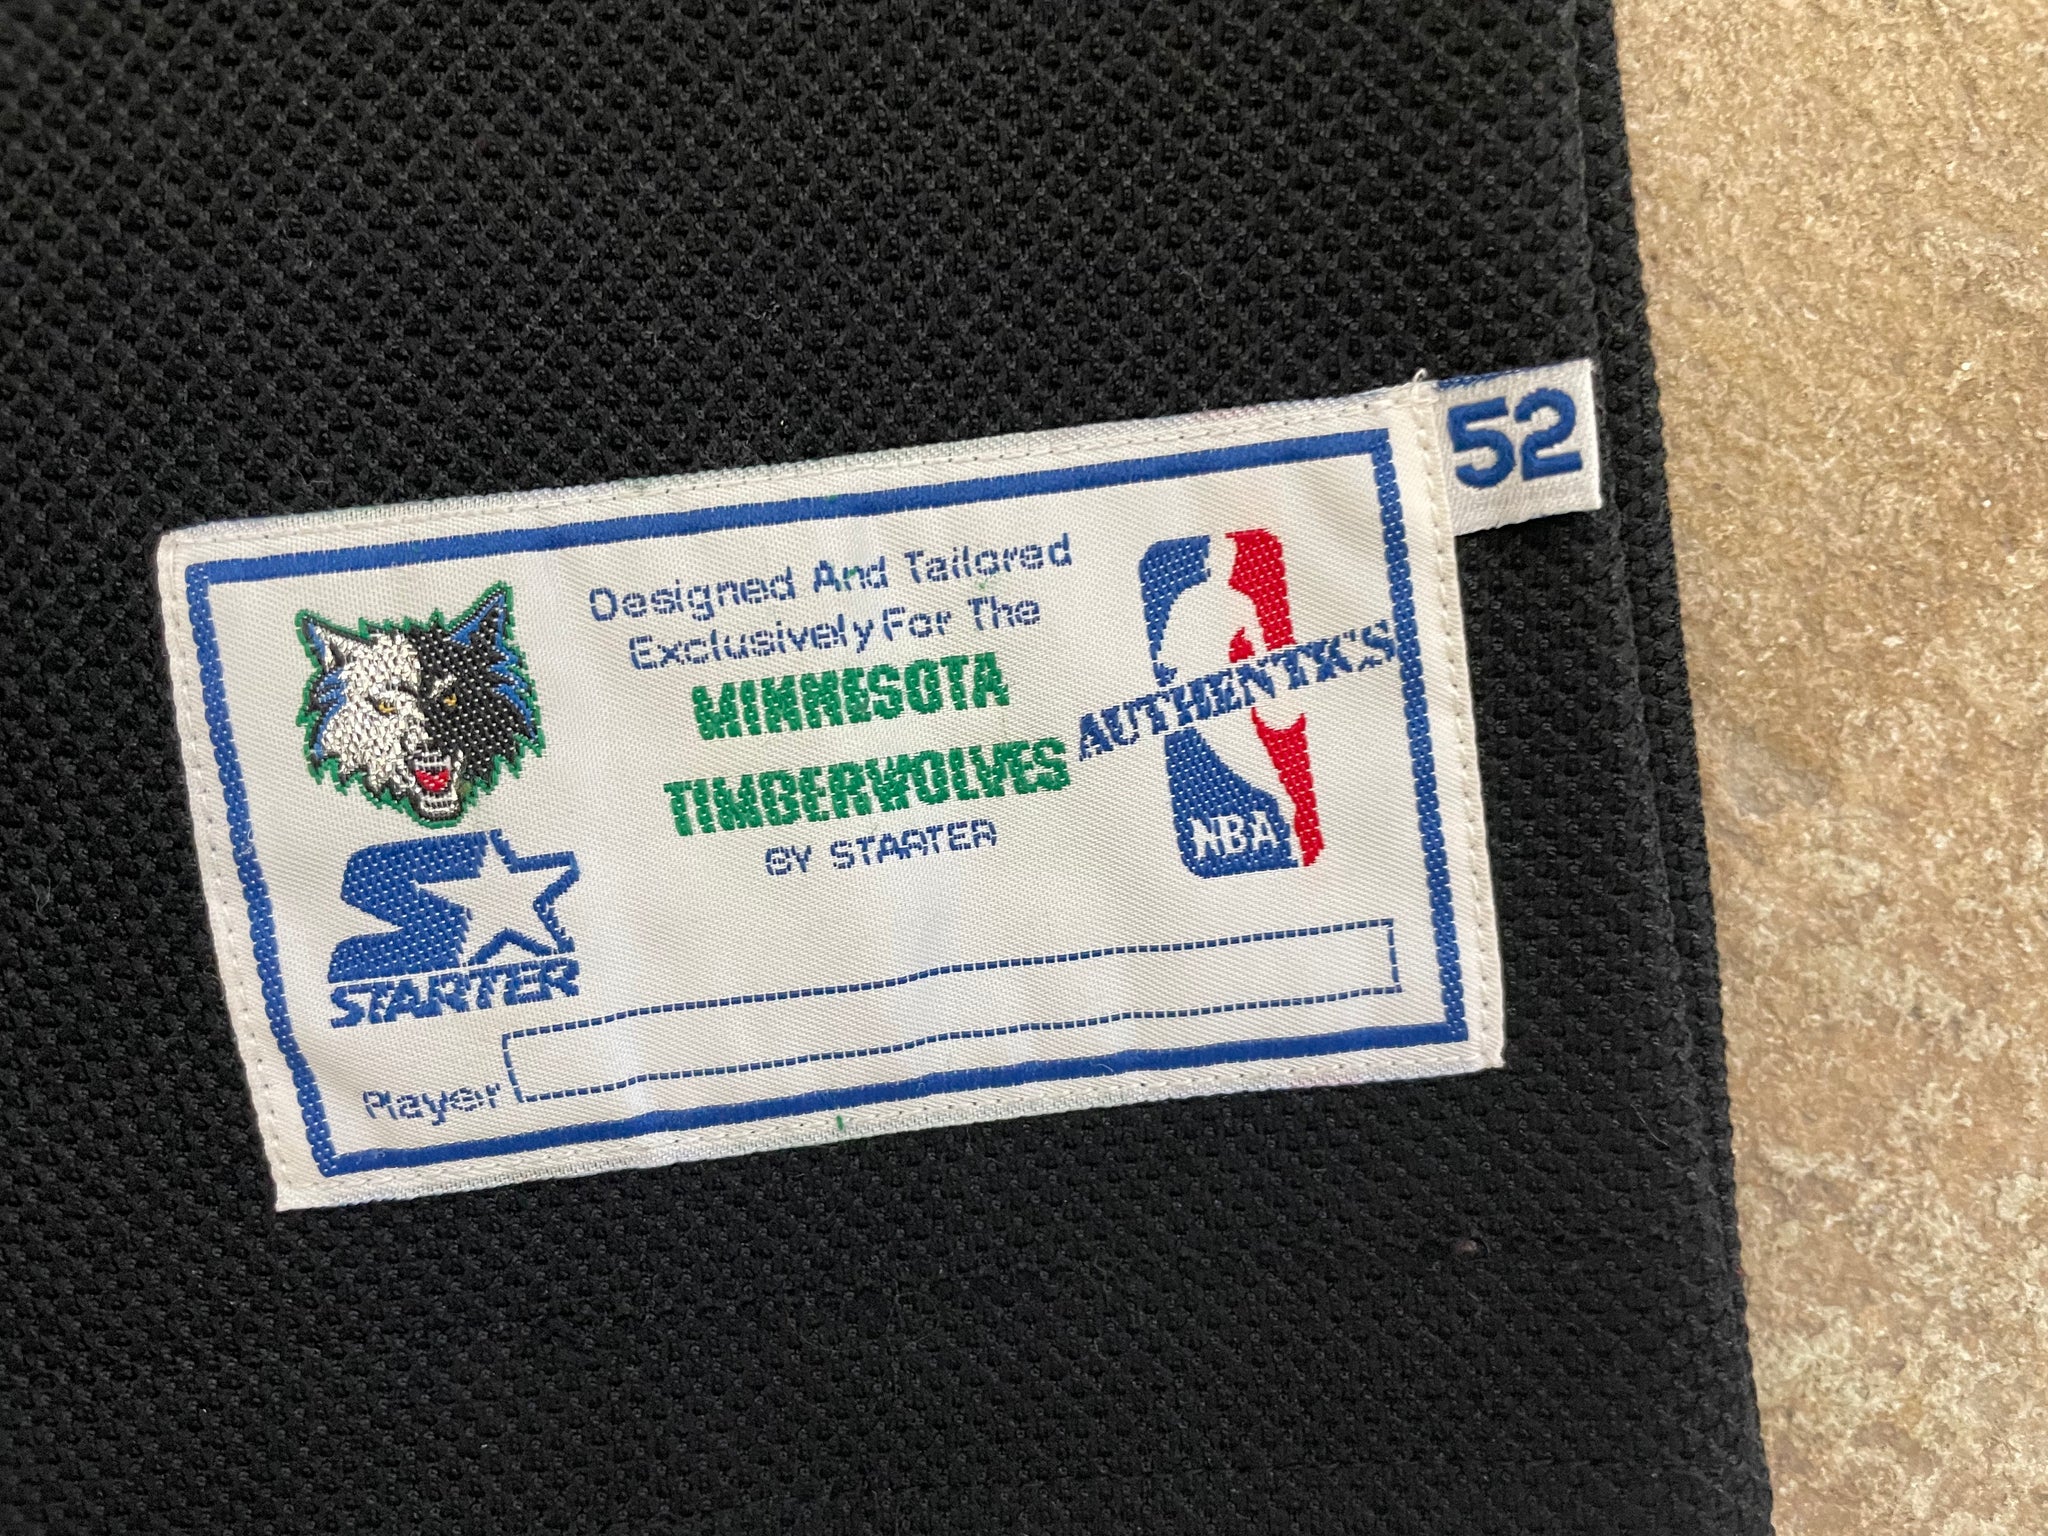 52
Designed And Tailored
Exclusively For The
MINNESOTA
TIMBERWOLVES
BY STARTER
AUTHENTICS
NBA
STARTER
Player